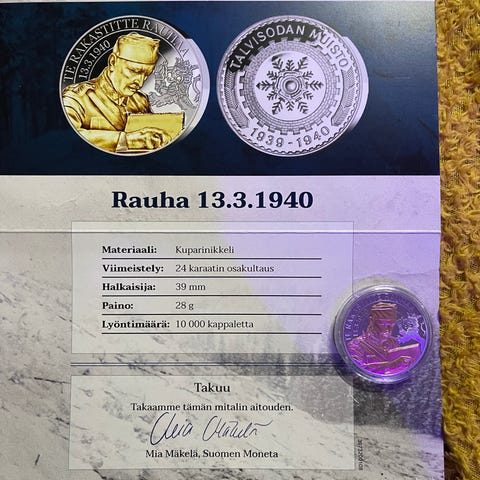 TE RAKASTITTE RAUHAA
13.3.1940
TALVISODAN MUISTO
1939-1940
Rauha 13.3.1940
Materiaali: Kuparinikkeli
Viimeistely: 24 karaatin osakultaus
Halkaisija: 39 mm
Paino: 28 g
Lyöntimäärä: 10 000 kappaletta
Takuu
Takaamme tämän mitalin aitouden.
Mia Mäkelä
Mia Mäkelä, Suomen Moneta